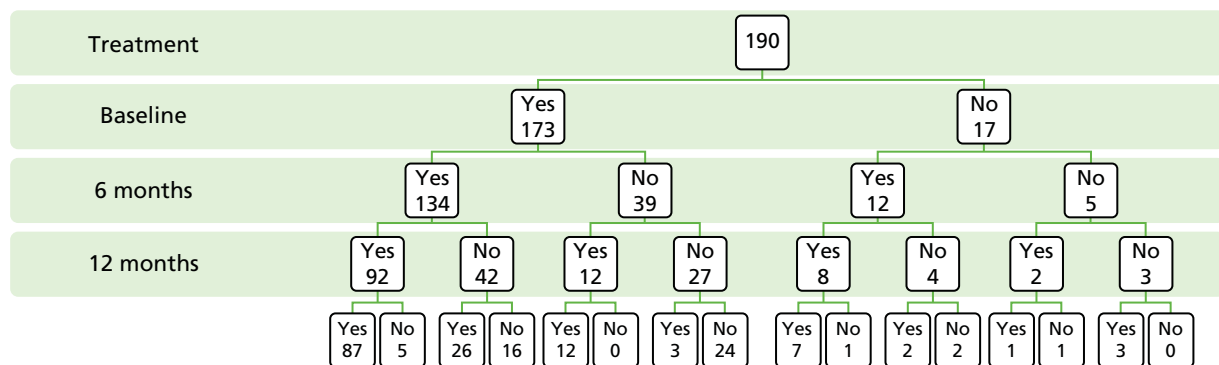 Treatment
190
Baseline
Yes
173
No
17
6 months
Yes
134
No
39
Yes
12
No
5
12 months
Yes
92
No
42
Yes
12
No
27
Yes
8
No
4
Yes
2
No
3
Yes
87
No
5
Yes
26
No
16
Yes
12
No
0
Yes
3
No
24
Yes
7
No
1
Yes
2
No
2
Yes
1
No
1
Yes
3
No
0